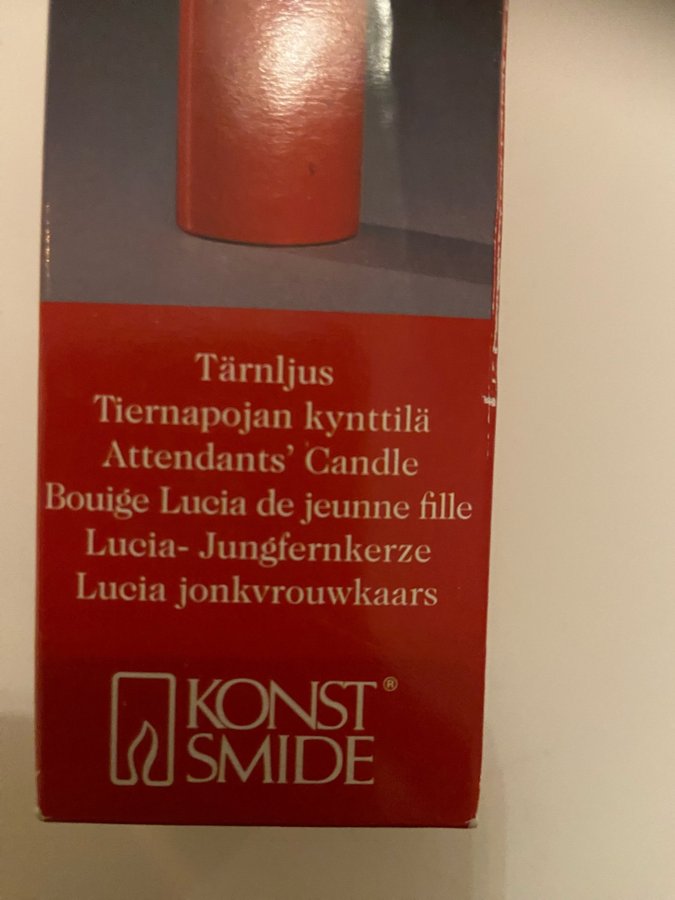 Tärnljus
Tiernapojan kynttilä
Attendants' Candle
Bouige Lucia de jeunne fille
Lucia- Jungfernkerze
Lucia jonkvrouwkaars
KONST ®
SMIDE